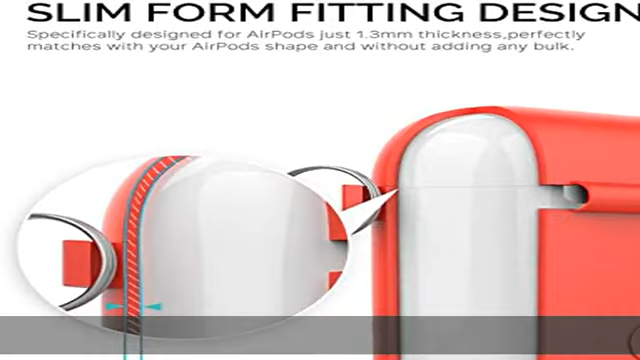 SLIM FORM FITTING DESIGN
Specifically designed for AirPods just 1.3mm thickness,perfectly
matches with your AirPods shape and without adding any bulk.